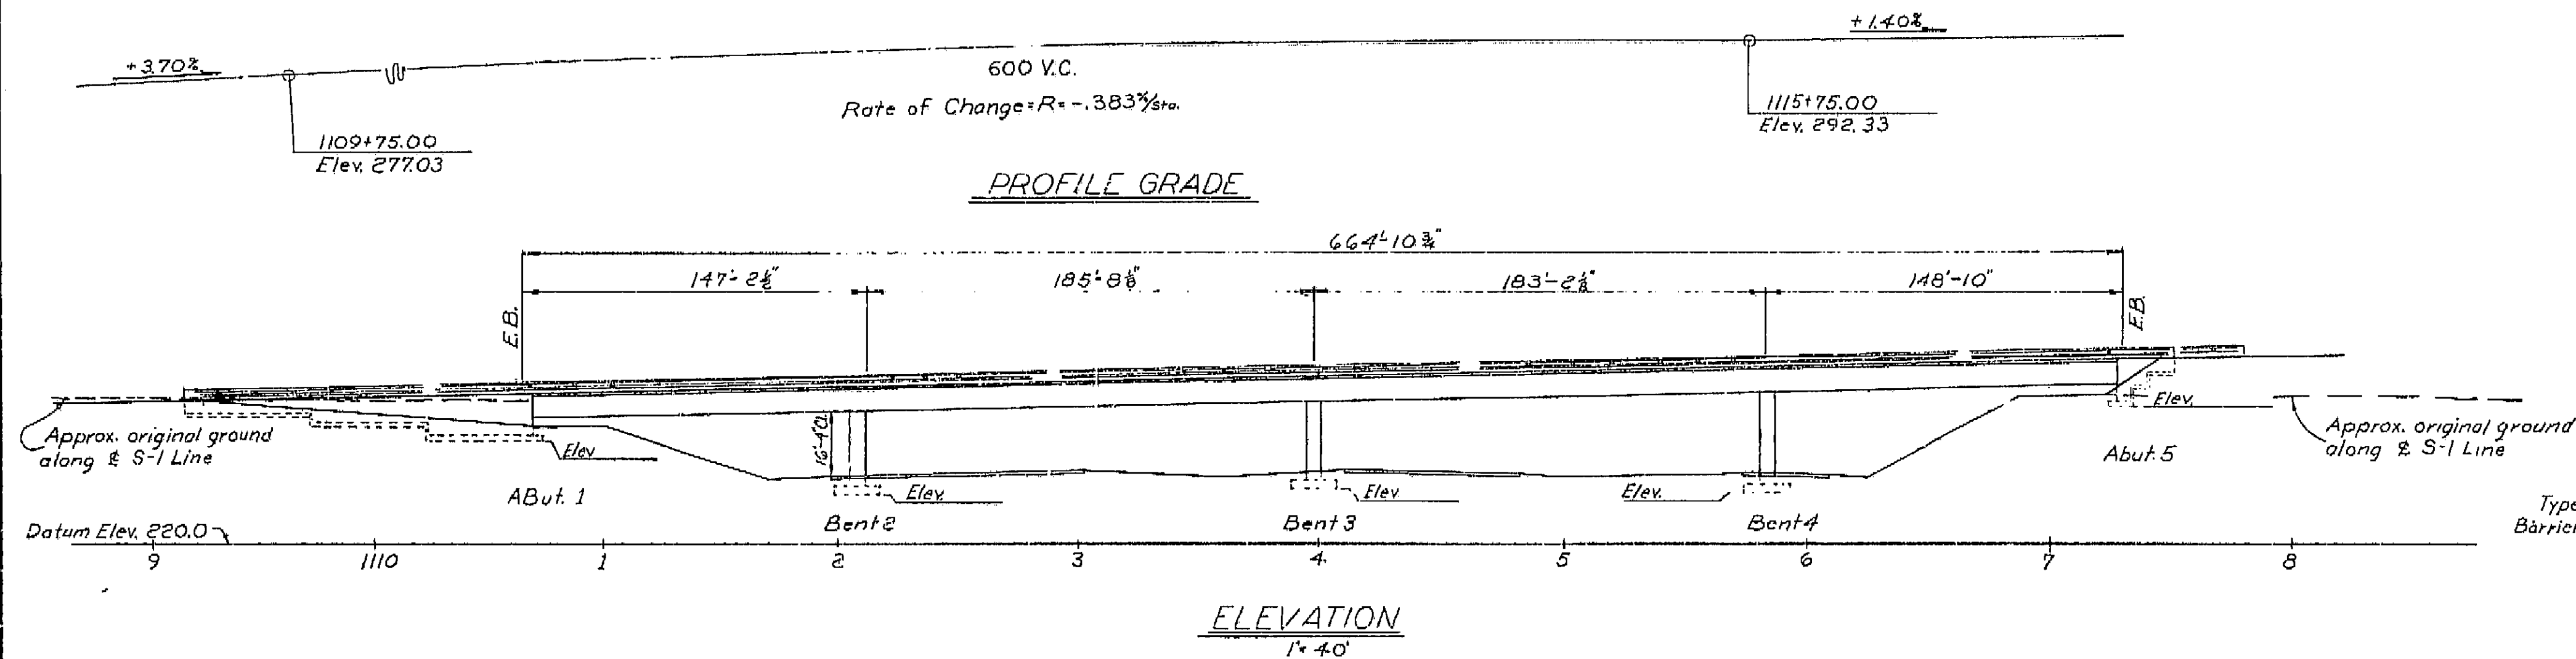 +3.70%
+1.40%
600 V.C.
Rate of Change=R=-.383%/sta.
1109+75.00
Elev. 277.03
1115+75.00
Elev. 292.33
PROFILE GRADE
664'-10¾"
147'-2½"
185'-8⅛"
183'-2⅛"
148'-10"
E.B.
E.B.
16'-4"Cl.
Approx. original ground
along ℄ S-1 Line
Elev
Elev.
Elev
Elev.
Elev.
Approx. original ground
along ℄ S-1 Line
ABut. 1
Bent 2
Bent 3
Bent 4
Abut. 5
Type
Barrier
Datum Elev. 220.0
9 1110 1 2 3 4 5 6 7 8
ELEVATION
1"=40'